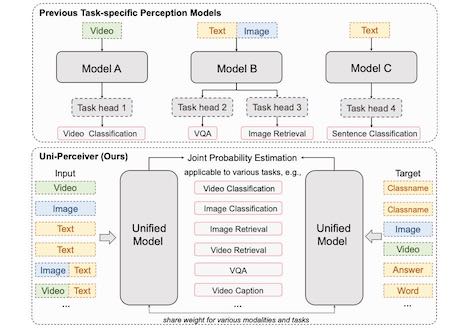 Previous Task-specific Perception Models
Video
Text Image
Text
Model A
Model B
Model C
Task head 1
Task head 2
Task head 3
Task head 4
Video Classification
VQA
Image Retrieval
Sentence Classification
Uni-Perceiver (Ours)
Joint Probability Estimation
Input
applicable to various tasks, e.g.,
Target
Video
Image
Text
Text
Image Text
Video Text
...
Unified
Model
Video Classification
Image Classification
Image Retrieval
Video Retrieval
VQA
Video Caption
...
Unified
Model
Classname
Classname
Image
Video
Answer
Word
...
share weight for various modalities and tasks